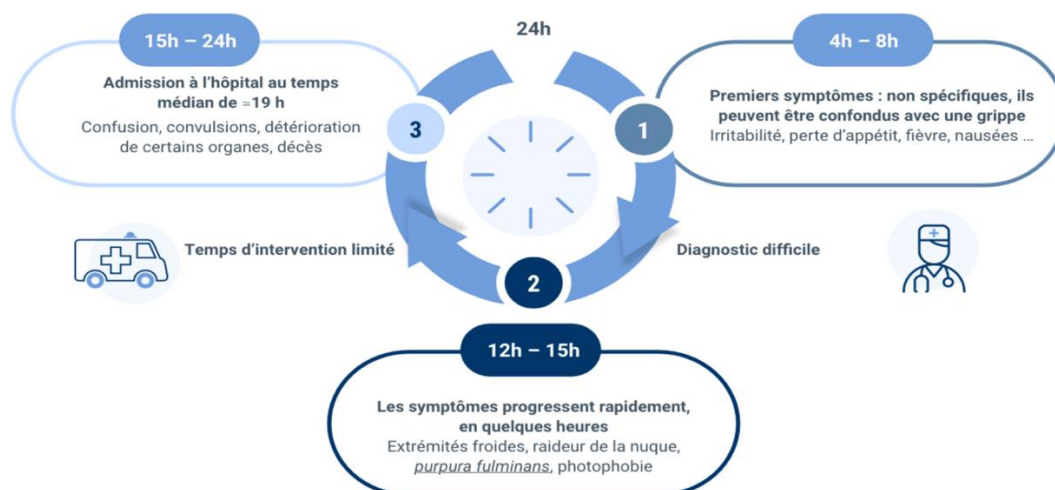 24h
4h – 8h
Premiers symptômes : non spécifiques, ils
peuvent être confondus avec une grippe
Irritabilité, perte d’appétit, fièvre, nausées ...
1
Diagnostic difficile
2
12h – 15h
Les symptômes progressent rapidement,
en quelques heures
Extrémités froides, raideur de la nuque,
purpura fulminans, photophobie
3
15h – 24h
Admission à l’hôpital au temps
médian de ≃19 h
Confusion, convulsions, détérioration
de certains organes, décès
Temps d’intervention limité